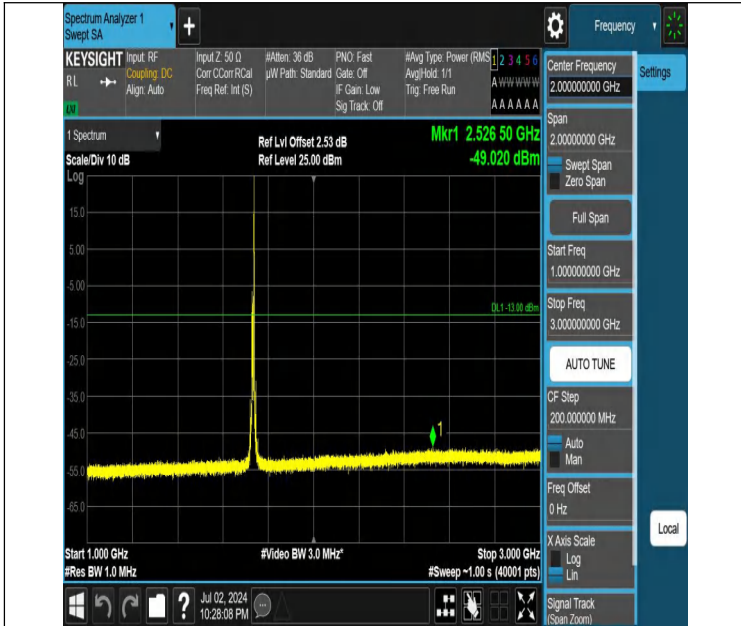 Spectrum Analyzer 1
Swept SA
+
Frequency
KEYSIGHT
RL
Input: RF
Coupling: DC
Align: Auto
Input Z: 50 Ω
Corr CCorr RCal
Freq Ref: Int (S)
#Atten: 36 dB
µW Path: Standard
PNO: Fast
Gate: Off
IF Gain: Low
Sig Track: Off
#Avg Type: Power (RMS
Avg|Hold: 1/1
Trig: Free Run
1 2 3 4 5 6
A W W W W W
A A A A A A
1 Spectrum
Scale/Div 10 dB
Log
Ref Lvl Offset 2.53 dB
Ref Level 25.00 dBm
Mkr1 2.526 50 GHz
-49.020 dBm
15.0
5.00
-5.00
DL1 -13.00 dBm
-15.0
-25.0
-35.0
-45.0
1
-55.0
-65.0
Start 1.000 GHz
#Res BW 1.0 MHz
#Video BW 3.0 MHz*
Stop 3.000 GHz
#Sweep ~1.00 s (40001 pts)
?
Jul 02, 2024
10:28:08 PM
Center Frequency
2.000000000 GHz
Settings
Span
2.00000000 GHz
Swept Span
Zero Span
Full Span
Start Freq
1.000000000 GHz
Stop Freq
3.000000000 GHz
AUTO TUNE
CF Step
200.000000 MHz
Auto
Man
Freq Offset
0 Hz
X Axis Scale
Log
Lin
Local
Signal Track
(Span Zoom)